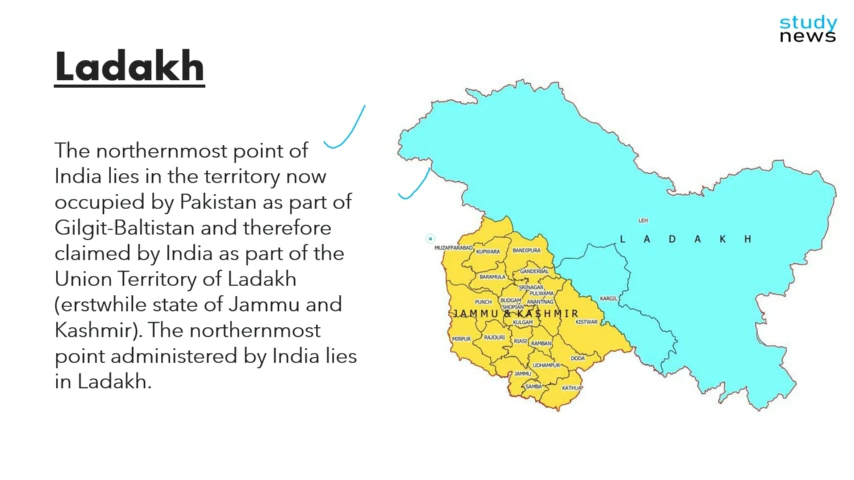 study
news
Ladakh
The northernmost point of
India lies in the territory now
occupied by Pakistan as part of
Gilgit-Baltistan and therefore
claimed by India as part of the
Union Territory of Ladakh
(erstwhile state of Jammu and
Kashmir). The northernmost
point administered by India lies
in Ladakh.
LEH
LADAKH
MUZAFFARABAD
KUPWARA
BANDIPURA
GANDERBAL
BARAMULA
SRINAGAR
PULWAMA
KARGIL
PUNCH
BUDGAM
ANANTNAG
SHOPIAN
JAMMU & KASHMIR
KULGAM
KISTWAR
MIRPUR
RAJOURI
RIASI
RAMBAN
DODA
UDHAMPUR
JAMMU
SAMBA
KATHUA